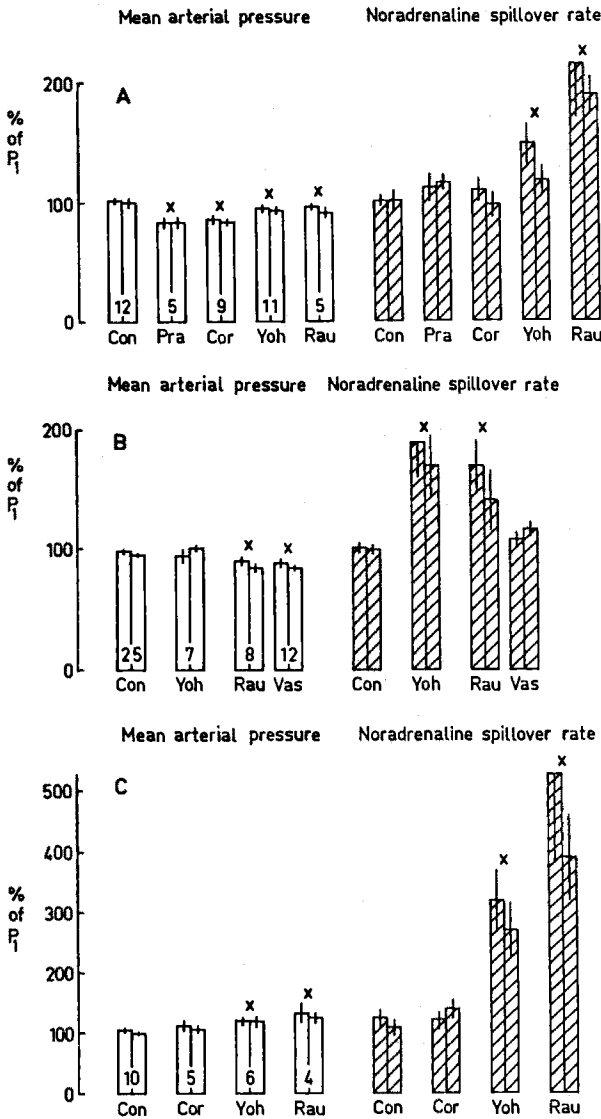 Mean arterial pressure Noradrenaline spillover rate
A
% of P1
200
100
0
x x x x x x
12 5 9 11 5
Con Pra Cor Yoh Rau Con Pra Cor Yoh Rau
Mean arterial pressure Noradrenaline spillover rate
B
% of P1
200
100
0
x x x x
25 7 8 12
Con Yoh Rau Vas Con Yoh Rau Vas
Mean arterial pressure Noradrenaline spillover rate
C
% of P1
500
400
300
200
100
0
x x x x
10 5 6 4
Con Cor Yoh Rau Con Cor Yoh Rau